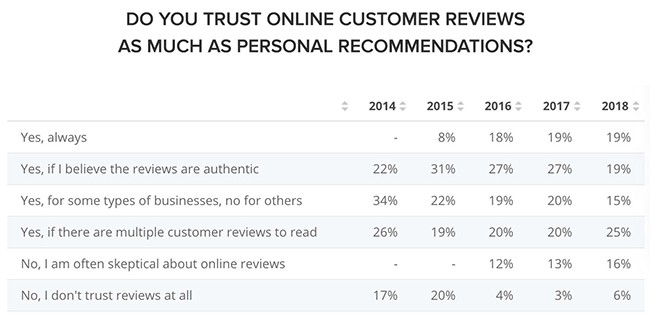 DO YOU TRUST ONLINE CUSTOMER REVIEWS
AS MUCH AS PERSONAL RECOMMENDATIONS?
2014 2015 2016 2017 2018
Yes, always - 8% 18% 19% 19%
Yes, if I believe the reviews are authentic 22% 31% 27% 27% 19%
Yes, for some types of businesses, no for others 34% 22% 19% 20% 15%
Yes, if there are multiple customer reviews to read 26% 19% 20% 20% 25%
No, I am often skeptical about online reviews - - 12% 13% 16%
No, I don't trust reviews at all 17% 20% 4% 3% 6%